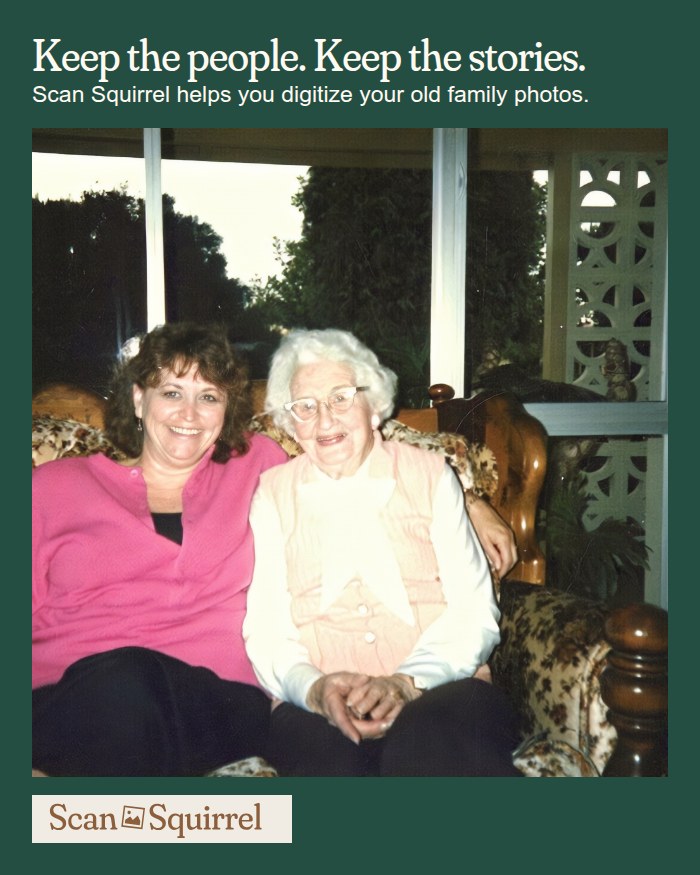 Keep the people. Keep the stories.
Scan Squirrel helps you digitize your old family photos.
Scan Squirrel